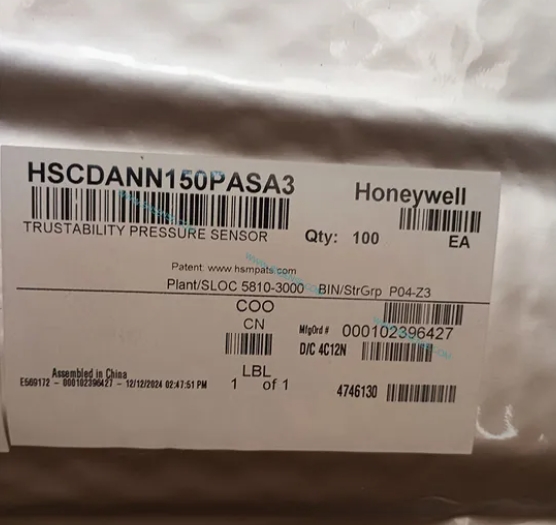 HSCDANN150PASA3
Honeywell
TRUSTABILITY PRESSURE SENSOR
Qty: 100
EA
Patent: www.hsmpats.com
Plant/SLOC 5810-3000 BIN/StrGrp P04-Z3
COO
CN
MfgOrd # 000102396427
D/C 4C12N
Assembled in China
LBL
E569172 - 000102396427 - 12/12/2024 02:47:51 PM
1 of 1
4746130